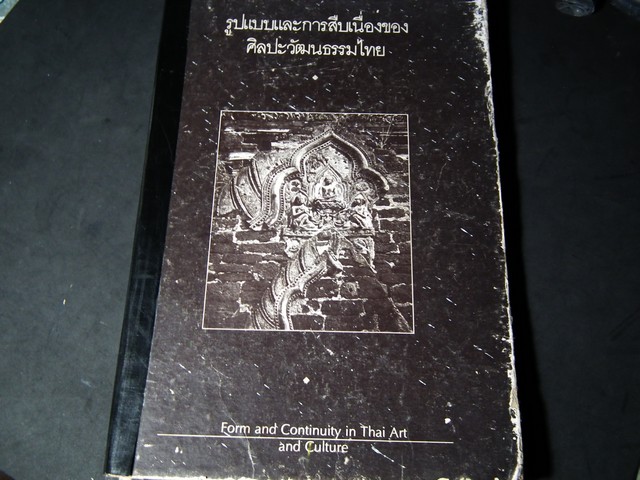 รูปแบบและการสืบเนื่องของ
ศิลปะวัฒนธรรมไทย
Form and Continuity in Thai Art
and Culture